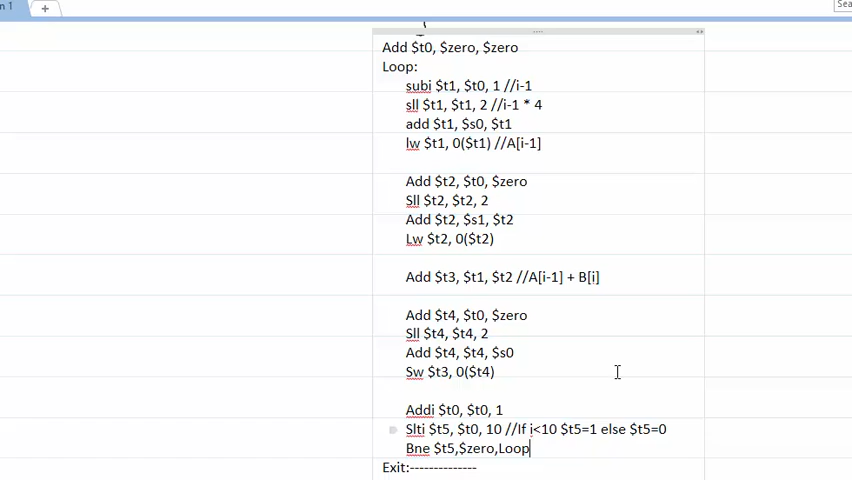 n 1
Sea
Add $t0, $zero, $zero
Loop:
subi $t1, $t0, 1 //i-1
sll $t1, $t1, 2 //i-1 * 4
add $t1, $s0, $t1
lw $t1, 0($t1) //A[i-1]
Add $t2, $t0, $zero
Sll $t2, $t2, 2
Add $t2, $s1, $t2
Lw $t2, 0($t2)
Add $t3, $t1, $t2 //A[i-1] + B[i]
Add $t4, $t0, $zero
Sll $t4, $t4, 2
Add $t4, $t4, $s0
Sw $t3, 0($t4)
Addi $t0, $t0, 1
Slti $t5, $t0, 10 //If i<10 $t5=1 else $t5=0
Bne $t5,$zero,Loop
Exit:--------------